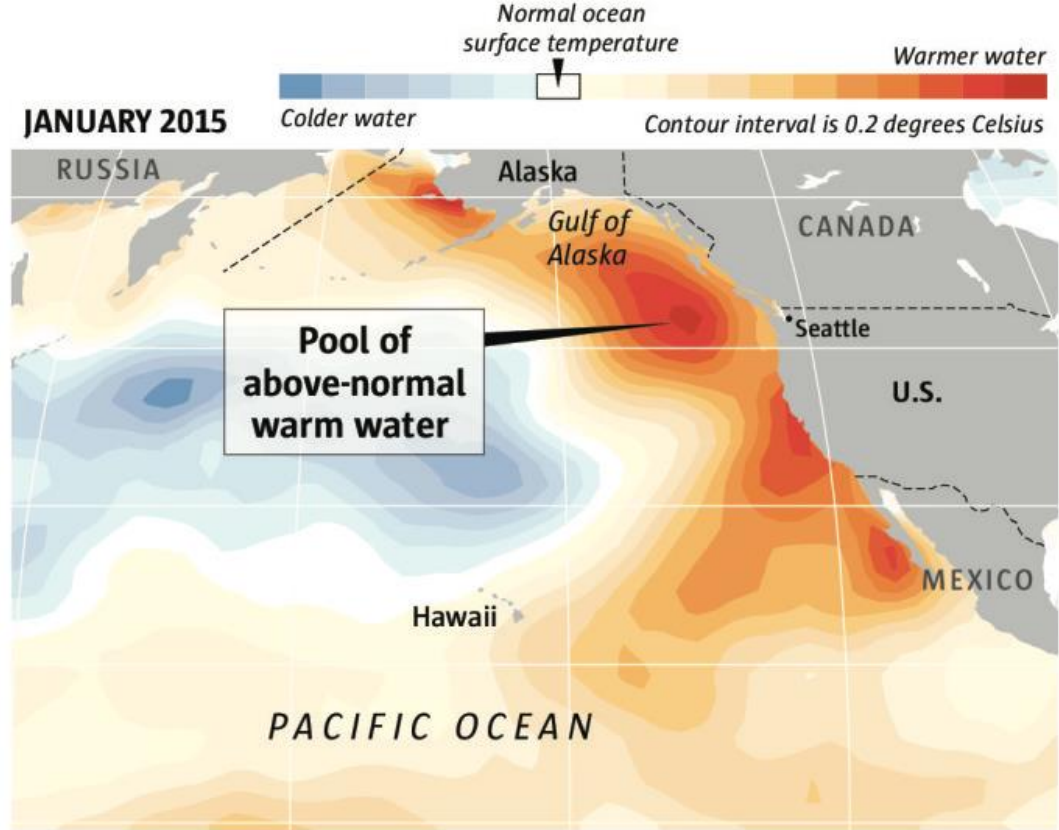 Normal ocean
surface temperature
Warmer water
JANUARY 2015
Colder water
Contour interval is 0.2 degrees Celsius
RUSSIA
Alaska
Gulf of
Alaska
CANADA
Pool of
above-normal
warm water
Seattle
U.S.
MEXICO
Hawaii
PACIFIC OCEAN